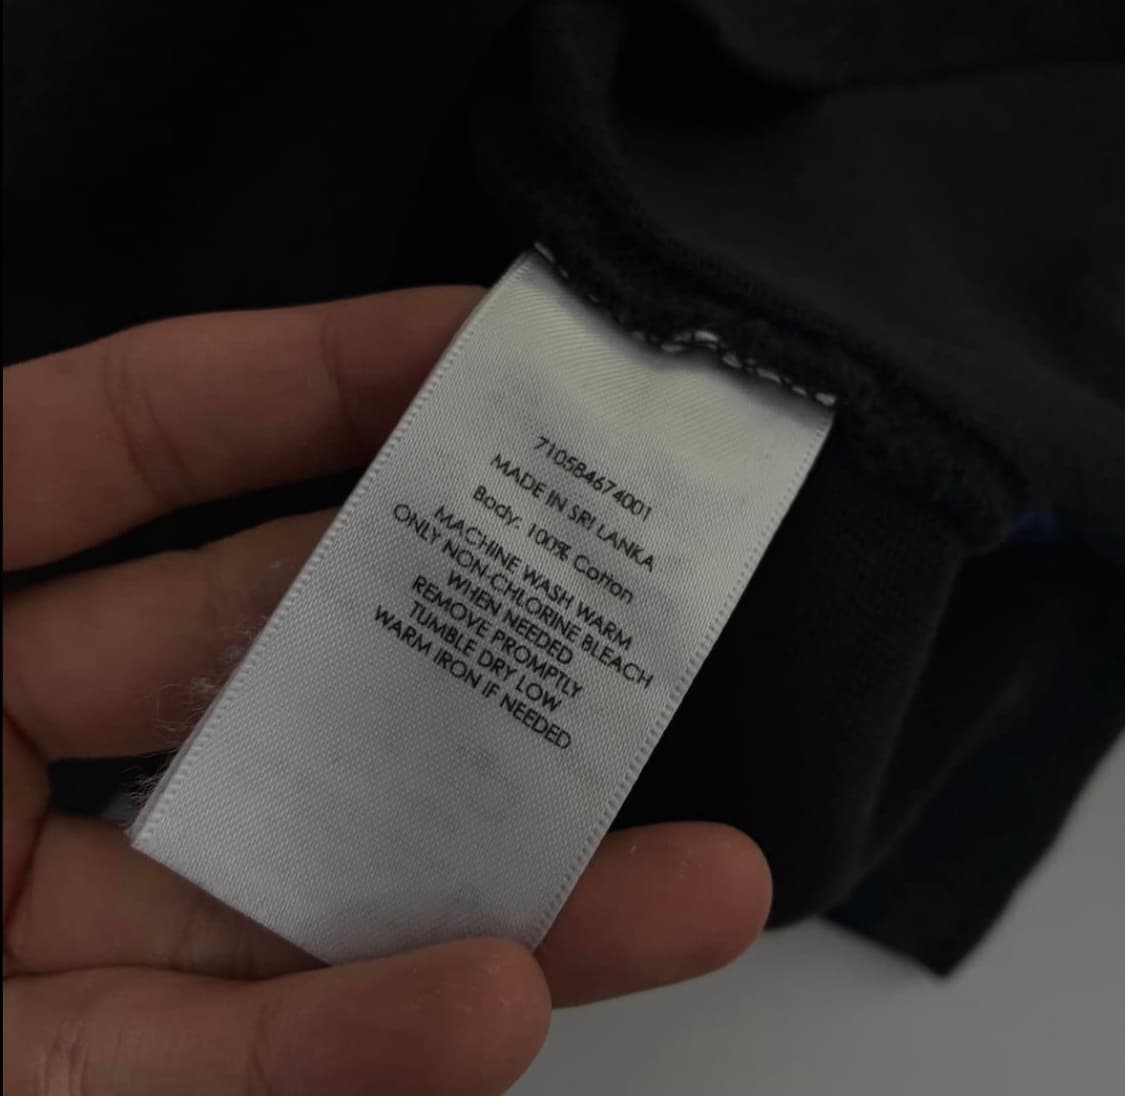 710584674001
MADE IN SRI LANKA
Body: 100% Cotton
MACHINE WASH WARM
ONLY NON-CHLORINE BLEACH
WHEN NEEDED
REMOVE PROMPTLY
TUMBLE DRY LOW
WARM IRON IF NEEDED